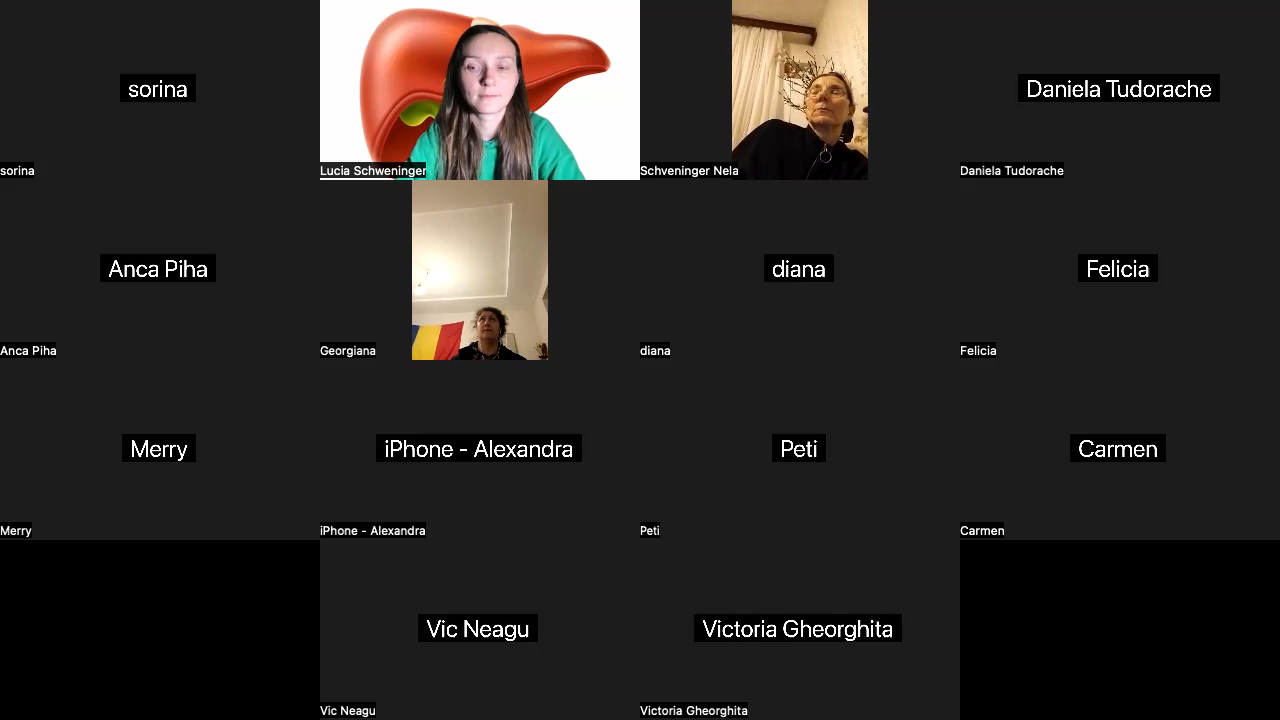 sorina
Daniela Tudorache
sorina
Lucia Schweninger
Schveninger Nela
Daniela Tudorache
Anca Piha
diana
Felicia
Anca Piha
Georgiana
diana
Felicia
Merry
iPhone - Alexandra
Peti
Carmen
Merry
iPhone - Alexandra
Peti
Carmen
Vic Neagu
Victoria Gheorghita
Vic Neagu
Victoria Gheorghita